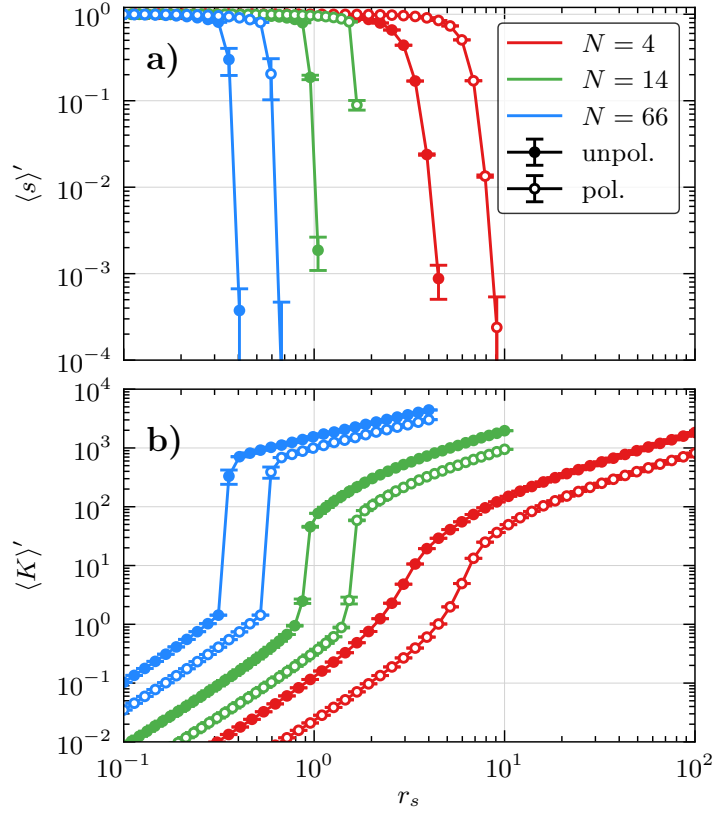 10^0
10^{-1}
10^{-2}
10^{-3}
10^{-4}
⟨s⟩′
a)
N = 4
N = 14
N = 66
unpol.
pol.
10^4
10^3
10^2
10^1
10^0
10^{-1}
10^{-2}
⟨K⟩′
b)
10^{-1}
10^0
10^1
10^2
r_s